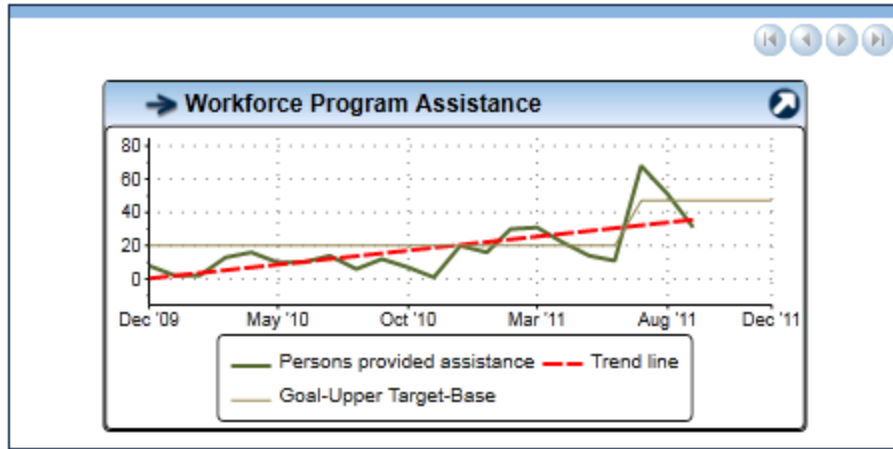 Workforce Program Assistance
80
60
40
20
0
Dec '09 May '10 Oct '10 Mar '11 Aug '11 Dec '11
Persons provided assistance Trend line
Goal-Upper Target-Base